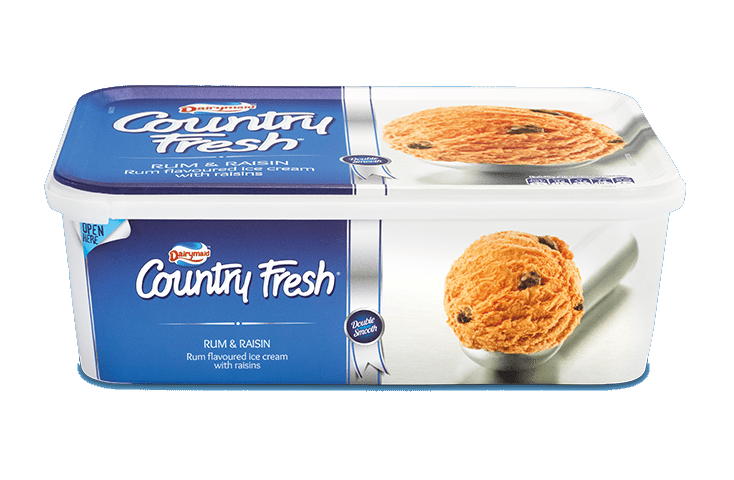 Dairymaid
Country
Fresh
RUM & RAISIN
Rum flavoured ice cream
with raisins
Double
Smooth
OPEN
HERE
Dairymaid
Country Fresh
RUM & RAISIN
Rum flavoured ice cream
with raisins
Double
Smooth